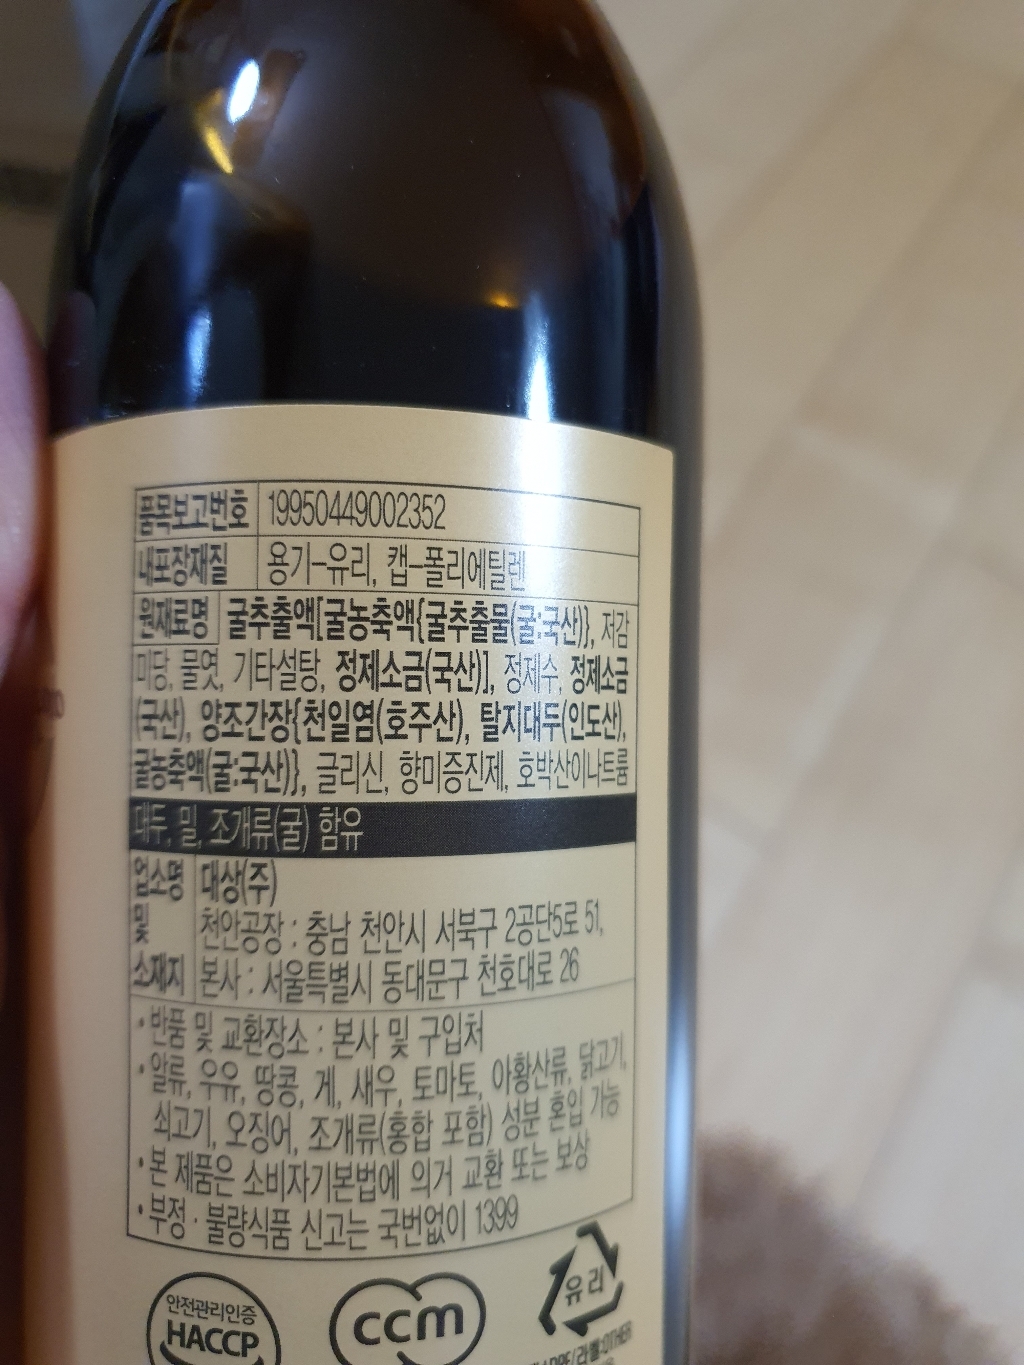 품목보고번호 19950449002352
내포장재질 용기-유리, 캡-폴리에틸렌
원재료명 굴추출액[굴농축액{굴추출물(굴:국산)}, 저감
미당, 물엿, 기타설탕, 정제소금(국산)], 정제수, 정제소금
(국산), 양조간장{천일염(호주산), 탈지대두(인도산),
굴농축액(굴:국산)}, 글리신, 향미증진제, 호박산이나트륨
대두, 밀, 조개류(굴) 함유
업소명 대상(주)
및 천안공장 : 충남 천안시 서북구 2공단5로 51,
소재지 본사 : 서울특별시 동대문구 천호대로 26
• 반품 및 교환장소 : 본사 및 구입처
• 알류, 우유, 땅콩, 게, 새우, 토마토, 아황산류, 닭고기,
쇠고기, 오징어, 조개류(홍합 포함) 성분 혼입 가능
• 본 제품은 소비자기본법에 의거 교환 또는 보상
• 부정 · 불량식품 신고는 국번없이 1399
안전관리인증
HACCP
ccm
유리
/라벨:OTHER